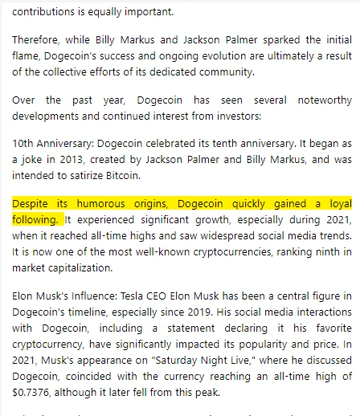 contributions is equally important.
Therefore, while Billy Markus and Jackson Palmer sparked the initial
flame, Dogecoin's success and ongoing evolution are ultimately a result
of the collective efforts of its dedicated community.
Over the past year, Dogecoin has seen several noteworthy
developments and continued interest from investors:
10th Anniversary: Dogecoin celebrated its tenth anniversary. It began as
a joke in 2013, created by Jackson Palmer and Billy Markus, and was
intended to satirize Bitcoin.
Despite its humorous origins, Dogecoin quickly gained a loyal
following. It experienced significant growth, especially during 2021,
when it reached all-time highs and saw widespread social media trends.
It is now one of the most well-known cryptocurrencies, ranking ninth in
market capitalization.
Elon Musk's Influence: Tesla CEO Elon Musk has been a central figure in
Dogecoin's timeline, especially since 2019. His social media interactions
with Dogecoin, including a statement declaring it his favorite
cryptocurrency, have significantly impacted its popularity and price. In
2021, Musk's appearance on "Saturday Night Live," where he discussed
Dogecoin, coincided with the currency reaching an all-time high of
$0.7376, although it later fell from this peak.